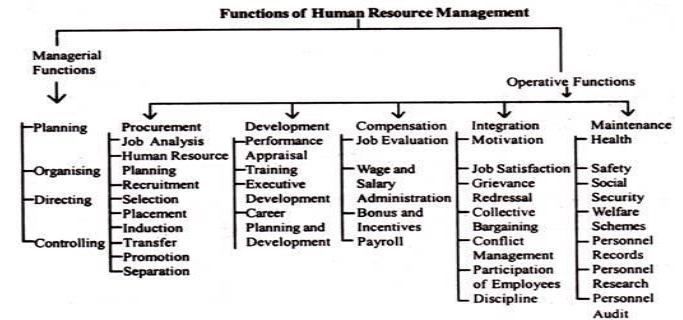 Functions of Human Resource Management
Managerial
Functions
Operative Functions
Planning
Organising
Directing
Controlling
Procurement
Job Analysis
Human Resource
Planning
Recruitment
Selection
Placement
Induction
Transfer
Promotion
Separation
Development
Performance
Appraisal
Training
Executive
Development
Career
Planning and
Development
Compensation
Job Evaluation
Wage and
Salary
Administration
Bonus and
Incentives
Payroll
Integration
Motivation
Job Satisfaction
Grievance
Redressal
Collective
Bargaining
Conflict
Management
Participation
of Employees
Discipline
Maintenance
Health
Safety
Social
Security
Welfare
Schemes
Personnel
Records
Personnel
Research
Personnel
Audit